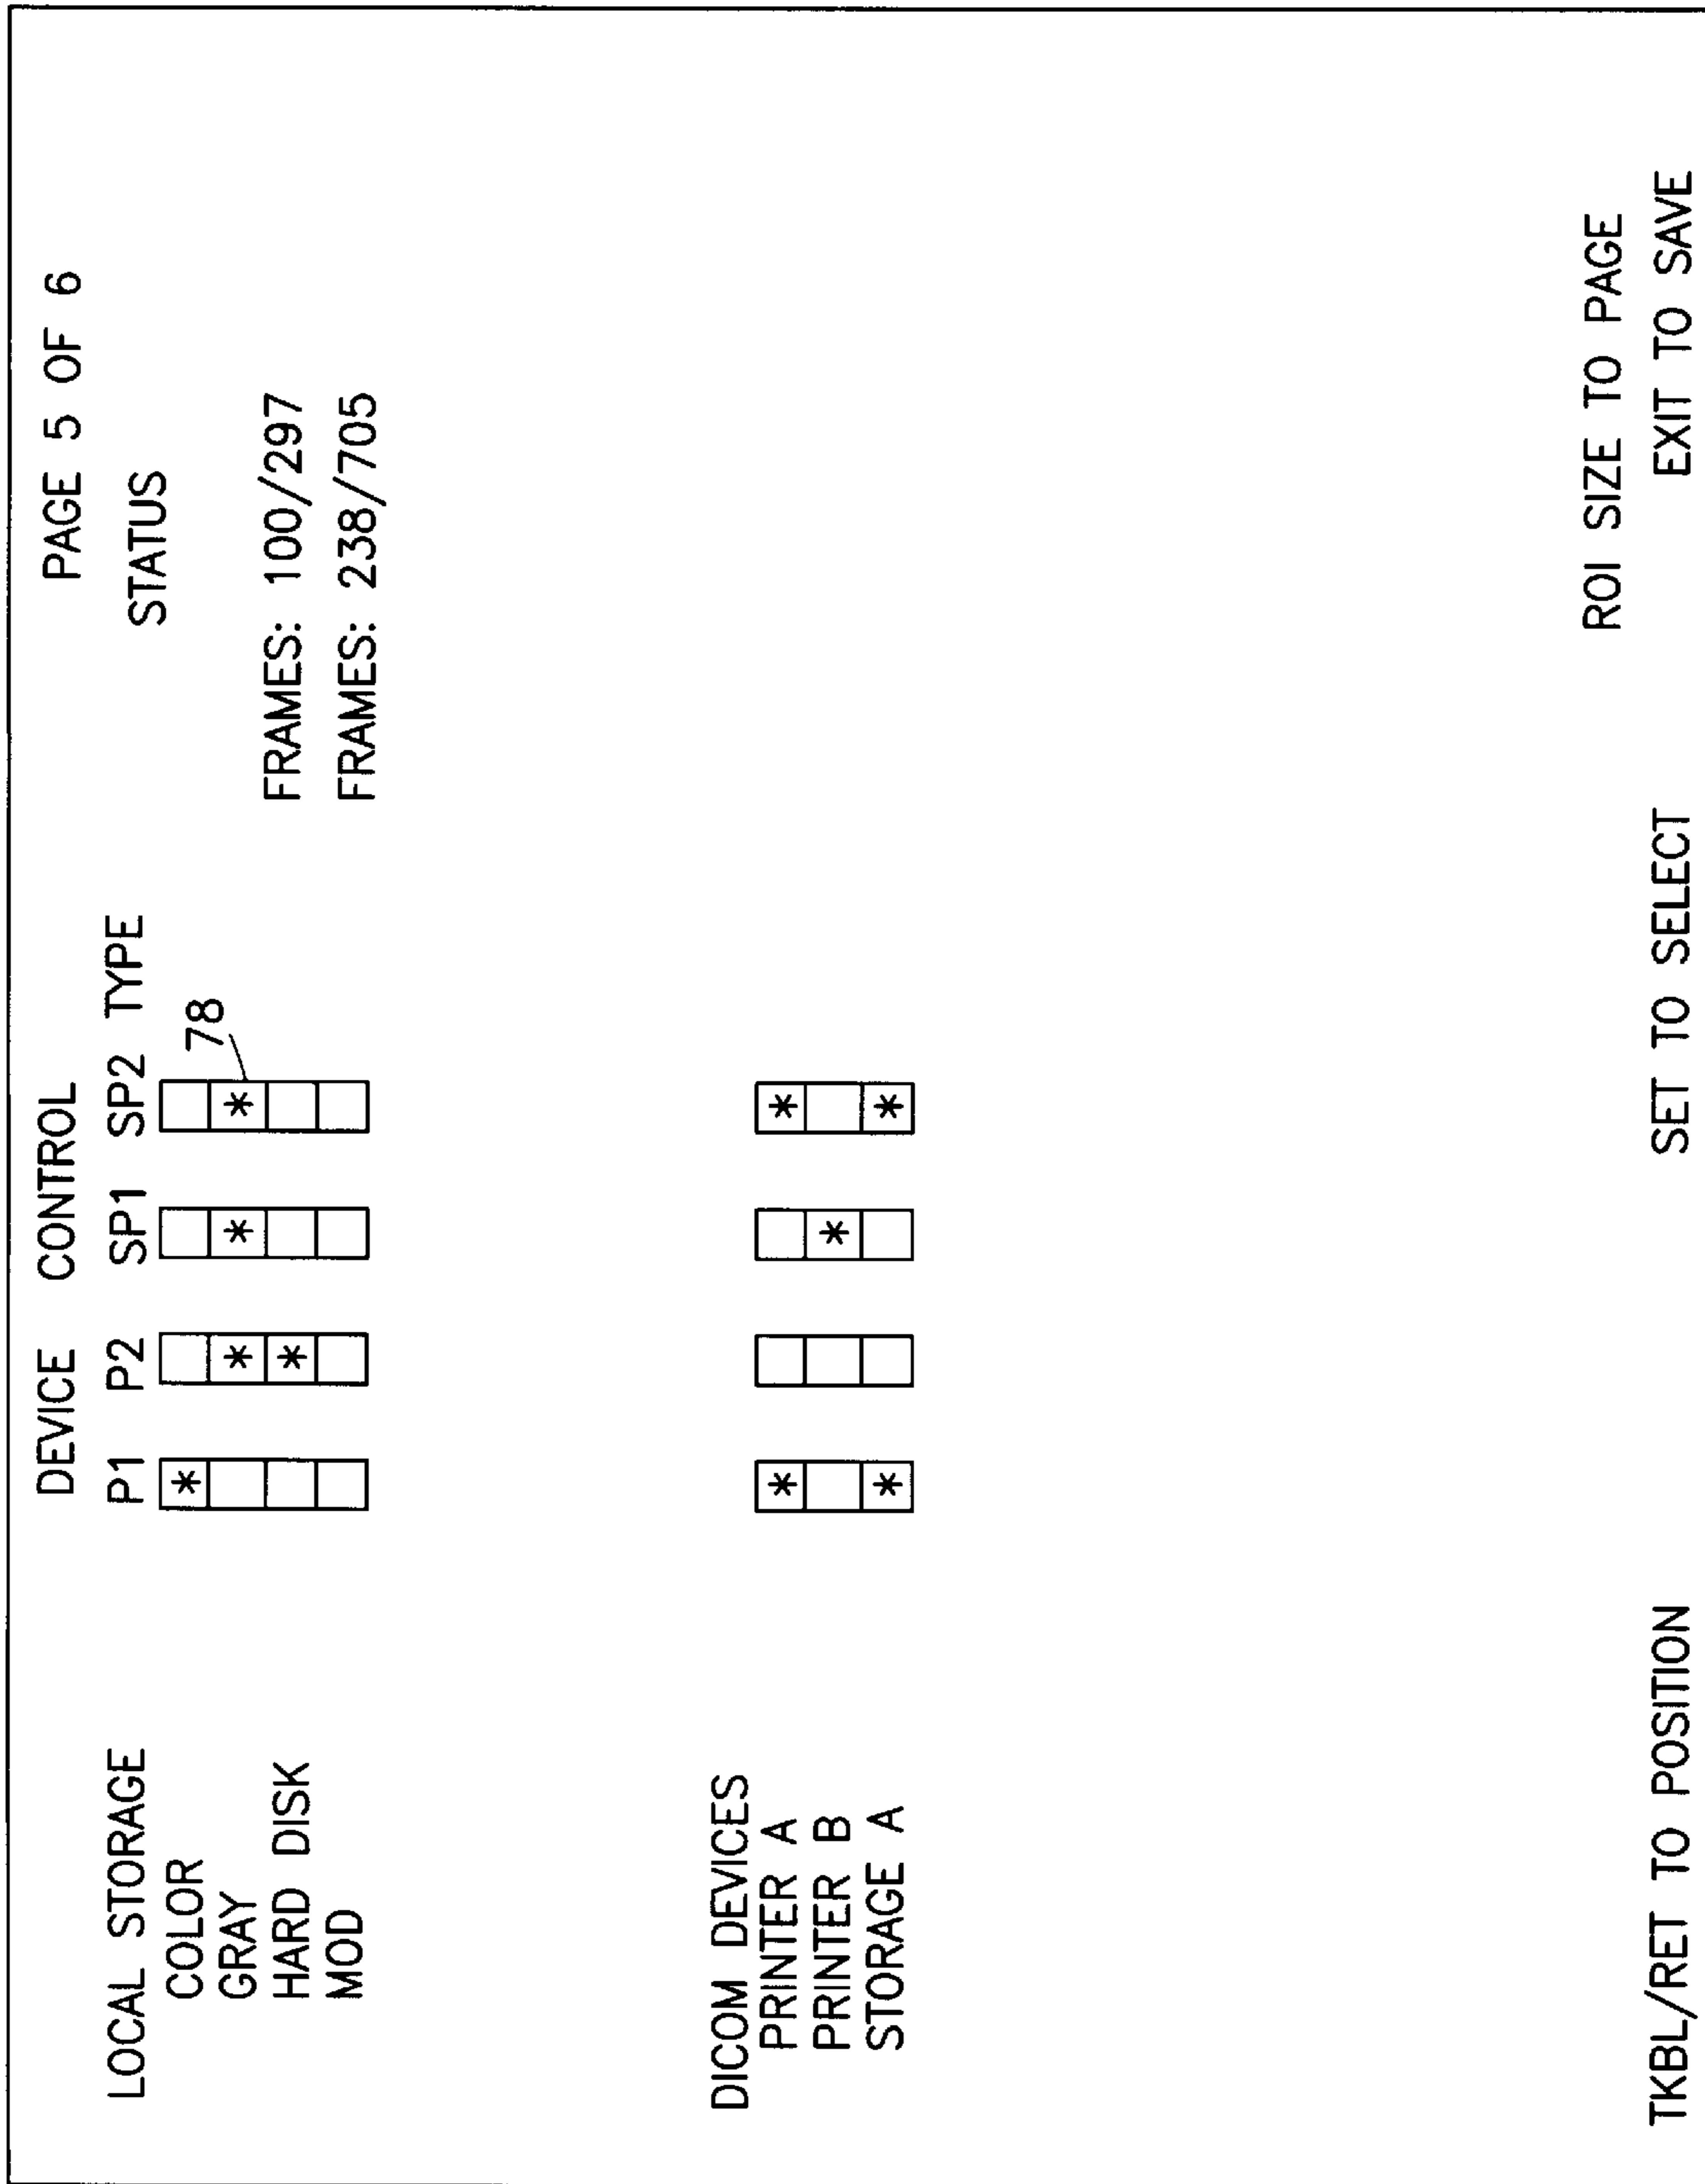 DEVICE CONTROL PAGE 5 OF 6
LOCAL STORAGE P1 P2 SP1 SP2 TYPE STATUS
COLOR *
78
GRAY * * *
HARD DISK * FRAMES: 100/297
MOD FRAMES: 238/705
DICOM DEVICES
PRINTER A * *
PRINTER B *
STORAGE A * *
ROI SIZE TO PAGE
TKBL/RET TO POSITION SET TO SELECT EXIT TO SAVE